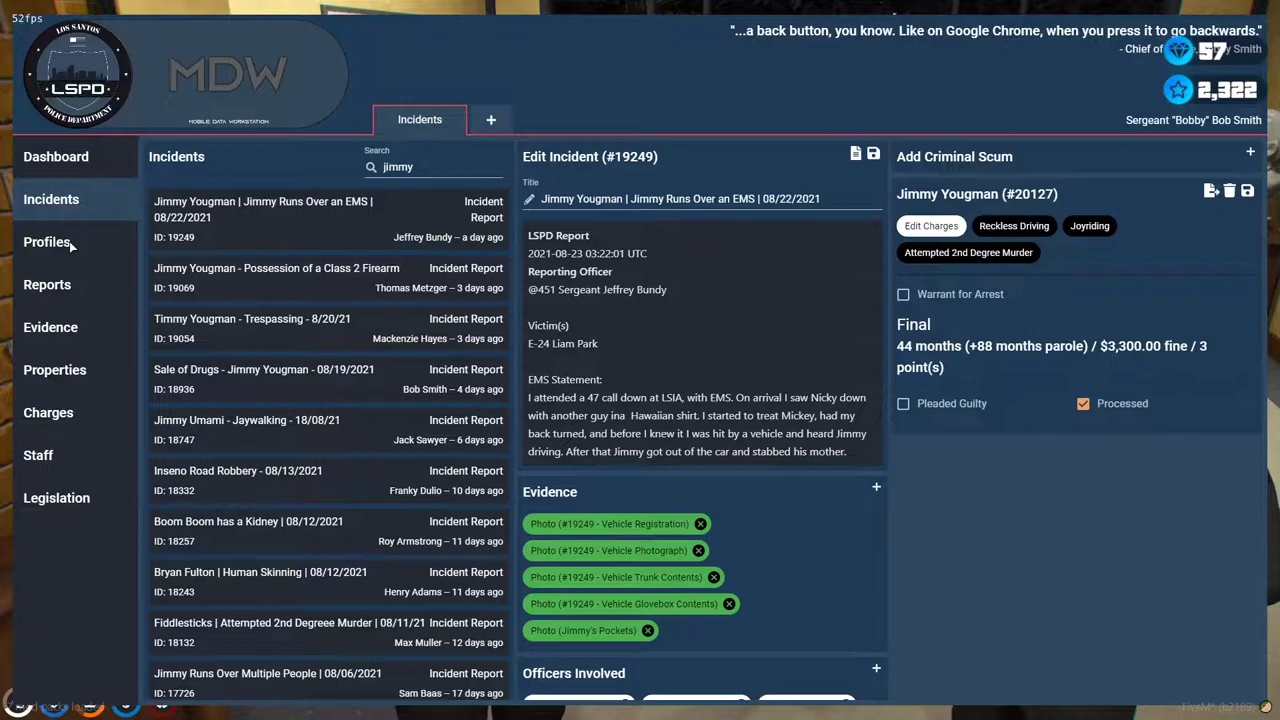 52fps
LOS SANTOS
LSPD
POLICE DEPARTMENT
MDW
MOBILE DATA WORKSTATION
"...a back button, you know. Like on Google Chrome, when you press it to go backwards."
- Chief of
Smith
57
2,322
Sergeant "Bobby" Bob Smith
Incidents
+
Dashboard
Incidents
Profiles
Reports
Evidence
Properties
Charges
Staff
Legislation
Incidents
Search
jimmy
Jimmy Yougman | Jimmy Runs Over an EMS |
08/22/2021
Incident
Report
ID: 19249
Jeffrey Bundy – a day ago
Jimmy Yougman - Possession of a Class 2 Firearm
Incident Report
ID: 19069
Thomas Metzger – 3 days ago
Timmy Yougman - Trespassing - 8/20/21
Incident Report
ID: 19054
Mackenzie Hayes – 3 days ago
Sale of Drugs - Jimmy Yougman - 08/19/2021
Incident Report
ID: 18936
Bob Smith – 4 days ago
Jimmy Umami - Jaywalking - 18/08/21
Incident Report
ID: 18747
Jack Sawyer – 6 days ago
Inseno Road Robbery - 08/13/2021
Incident Report
ID: 18332
Franky Dulio – 10 days ago
Boom Boom has a Kidney | 08/12/2021
Incident Report
ID: 18257
Roy Armstrong – 11 days ago
Bryan Fulton | Human Skinning | 08/12/2021
Incident Report
ID: 18243
Henry Adams – 11 days ago
Fiddlesticks | Attempted 2nd Degreee Murder | 08/11/21
Incident Report
ID: 18132
Max Muller – 12 days ago
Jimmy Runs Over Multiple People | 08/06/2021
Incident Report
ID: 17726
Sam Baas – 17 days ago
Edit Incident (#19249)
Title
Jimmy Yougman | Jimmy Runs Over an EMS | 08/22/2021
LSPD Report
2021-08-23 03:22:01 UTC
Reporting Officer
@451 Sergeant Jeffrey Bundy
Victim(s)
E-24 Liam Park
EMS Statement:
I attended a 47 call down at LSIA, with EMS. On arrival I saw Nicky down
with another guy ina Hawaiian shirt. I started to treat Mickey, had my
back turned, and before I knew it I was hit by a vehicle and heard Jimmy
driving. After that Jimmy got out of the car and stabbed his mother.
Evidence
+
Photo (#19249 - Vehicle Registration)
Photo (#19249 - Vehicle Photograph)
Photo (#19249 - Vehicle Trunk Contents)
Photo (#19249 - Vehicle Glovebox Contents)
Photo (Jimmy's Pockets)
Officers Involved
+
Add Criminal Scum
+
Jimmy Yougman (#20127)
Edit Charges
Reckless Driving
Joyriding
Attempted 2nd Degree Murder
Warrant for Arrest
Final
44 months (+88 months parole) / $3,300.00 fine / 3
point(s)
Pleaded Guilty
Processed